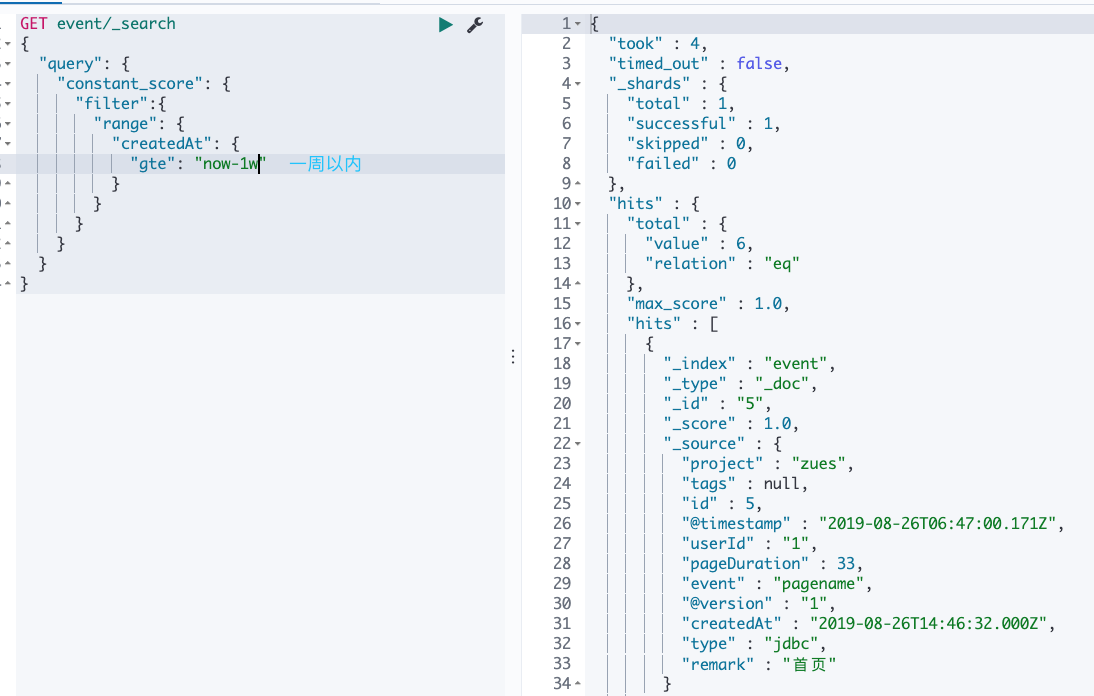 GET event/_search
{
"query": {
"constant_score": {
"filter":{
"range": {
"createdAt": {
"gte": "now-1w" 一周以内
}
}
}
}
}
}
1 {
2 "took" : 4,
3 "timed_out" : false,
4 "_shards" : {
5 "total" : 1,
6 "successful" : 1,
7 "skipped" : 0,
8 "failed" : 0
9 },
10 "hits" : {
11 "total" : {
12 "value" : 6,
13 "relation" : "eq"
14 },
15 "max_score" : 1.0,
16 "hits" : [
17 {
18 "_index" : "event",
19 "_type" : "_doc",
20 "_id" : "5",
21 "_score" : 1.0,
22 "_source" : {
23 "project" : "zues",
24 "tags" : null,
25 "id" : 5,
26 "@timestamp" : "2019-08-26T06:47:00.171Z",
27 "userId" : "1",
28 "pageDuration" : 33,
29 "event" : "pagename",
30 "@version" : "1",
31 "createdAt" : "2019-08-26T14:46:32.000Z",
32 "type" : "jdbc",
33 "remark" : "首页"
34 }